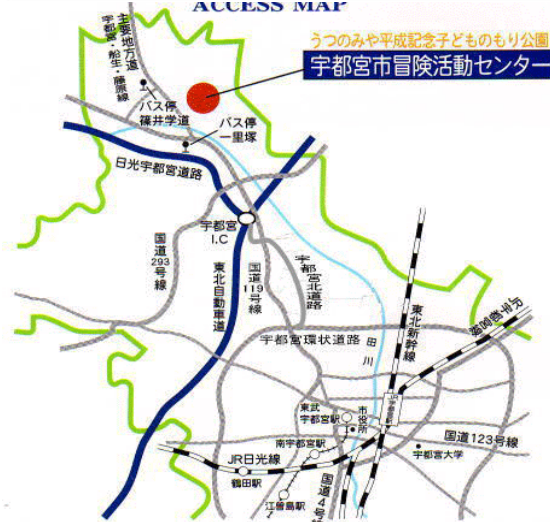 ACCESS MAP
うつのみや平成記念子どものもり公園
宇都宮市冒険活動センター
主要地方道
宇都宮・船生・藤原線
バス停
篠井学道
バス停
一里塚
日光宇都宮道路
宇都宮
I.C
国道
293
号線
東北自動車道
国道
119
号線
宇都宮北道路
宇都宮環状道路
田川
東北新幹線
JR宇都宮線
JR宇都宮駅
東武
宇都宮駅
市役所
南宇都宮駅
国道123号線
宇都宮大学
JR日光線
鶴田駅
江曽島駅
国道4号